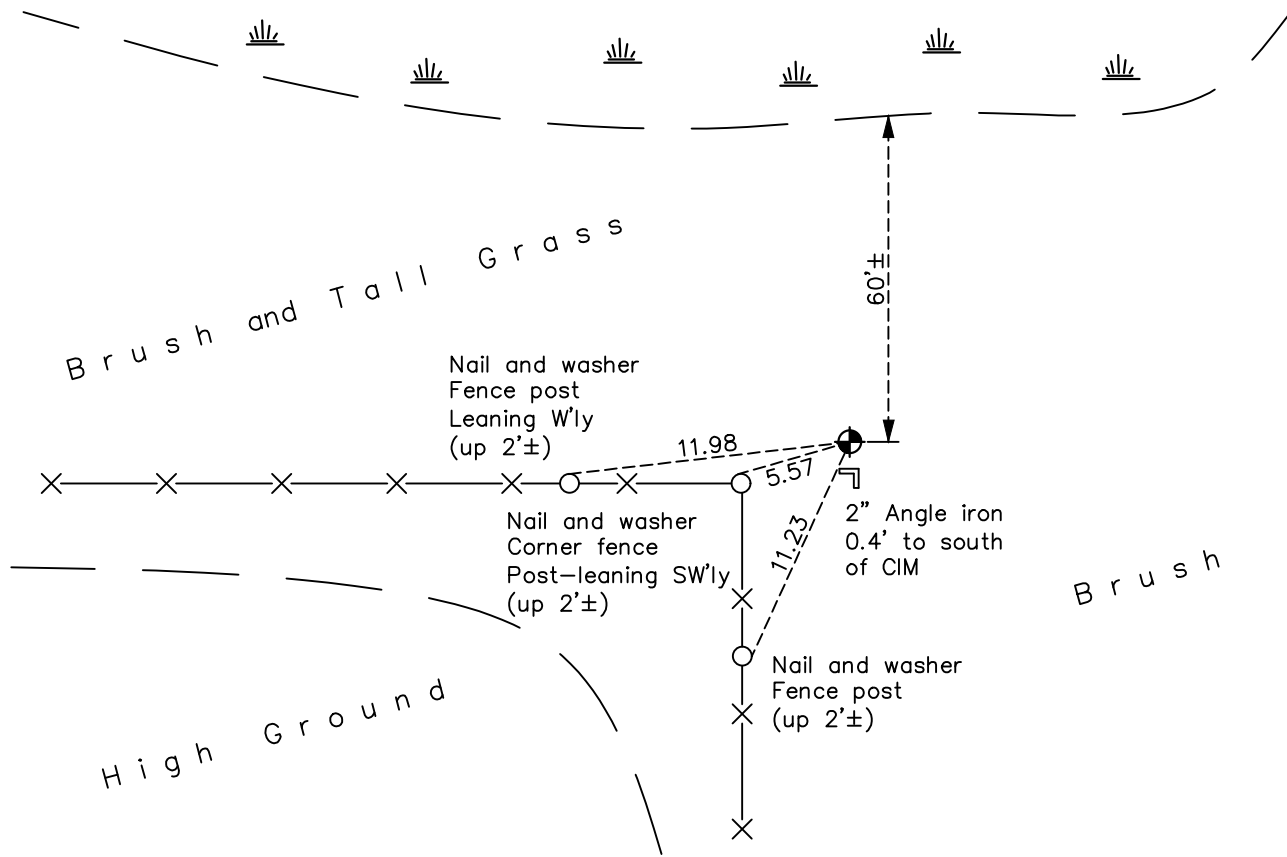 60'±
Brush and Tall Grass
Nail and washer
Fence post
Leaning W'ly
(up 2'±)
11.98
5.57
2" Angle iron
0.4' to south
of CIM
Nail and washer
Corner fence
Post-leaning SW'ly
(up 2'±)
11.23
Brush
Nail and washer
Fence post
(up 2'±)
High Ground